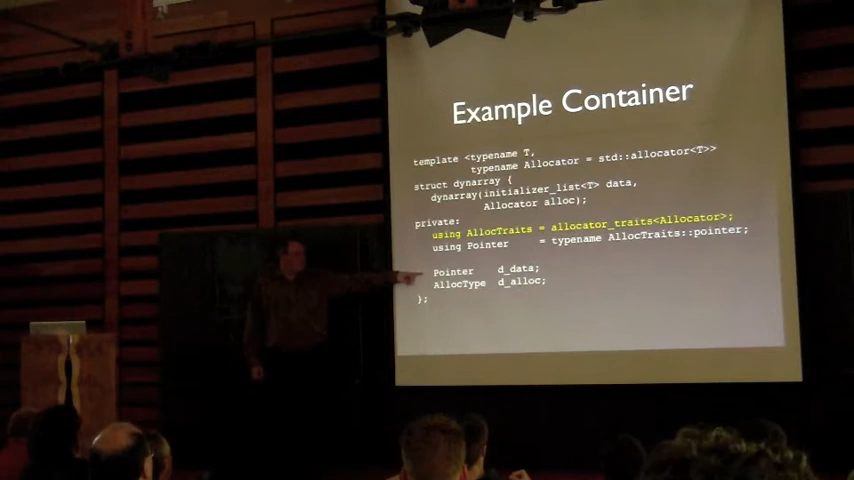 Example Container
template <typename T,
typename Allocator = std::allocator<T>>
struct dynarray {
dynarray(initializer_list<T> data,
Allocator alloc);
private:
using AllocTraits = allocator_traits<Allocator>;
using Pointer = typename AllocTraits::pointer;
Pointer d_data;
AllocType d_alloc;
};